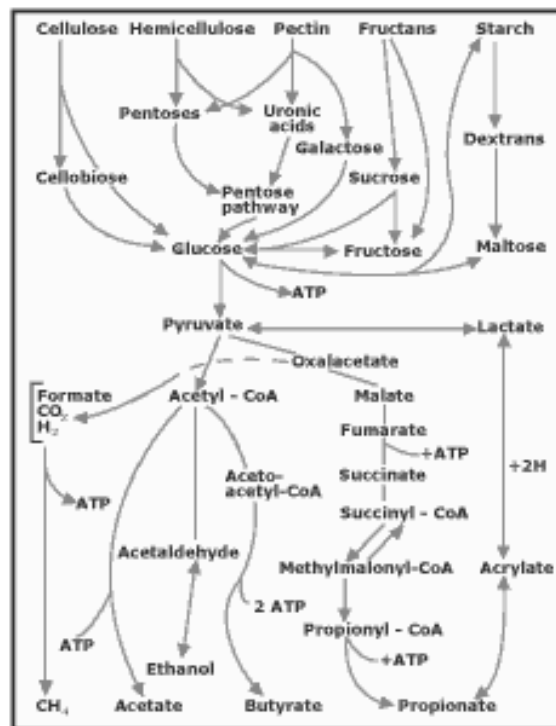 Cellulose Hemicellulose Pectin Fructans Starch
Pentoses
Uronic
acids
Galactose
Dextrans
Cellobiose
Sucrose
Pentose
pathway
Glucose
Fructose
Maltose
ATP
Pyruvate
Lactate
Oxalacetate
Formate
CO₂
H₂
Acetyl - CoA
Malate
Fumarate
+ATP
Aceto-
acetyl-CoA
Succinate
+2H
ATP
Succinyl - CoA
Acetaldehyde
Methylmalonyl-CoA
Acrylate
2 ATP
Propionyl - CoA
ATP
Ethanol
+ATP
CH₄ Acetate Butyrate Propionate